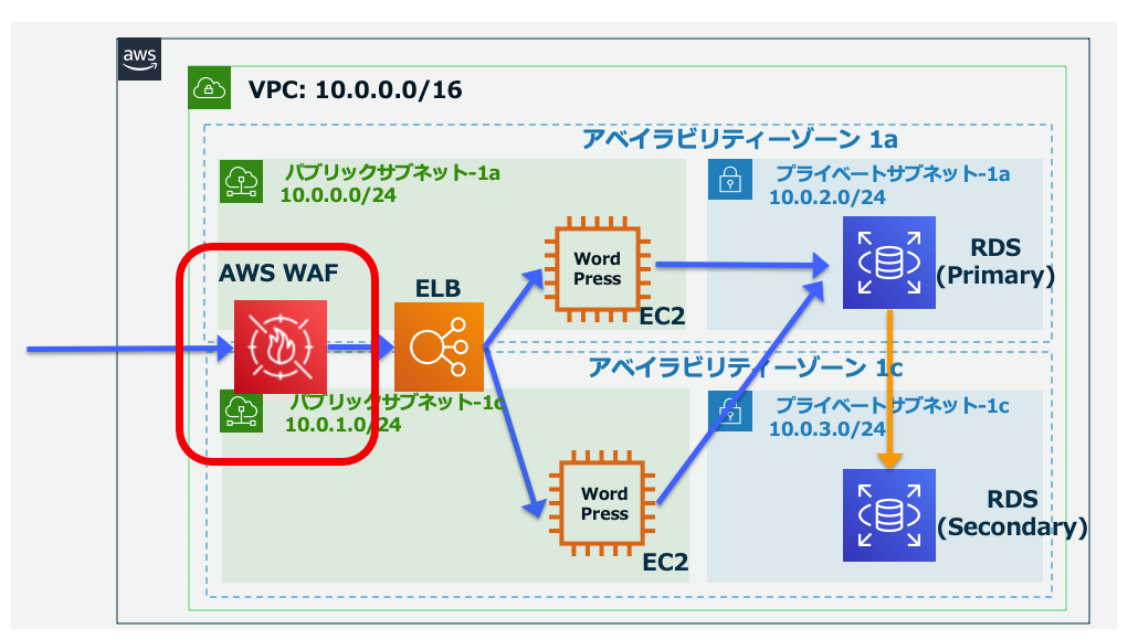 aws
VPC: 10.0.0.0/16
アベイラビリティーゾーン 1a
パブリックサブネット-1a
10.0.0.0/24
プライベートサブネット-1a
10.0.2.0/24
AWS WAF
ELB
Word
Press
EC2
RDS
(Primary)
アベイラビリティーゾーン 1c
パブリックサブネット-1c
10.0.1.0/24
プライベートサブネット-1c
10.0.3.0/24
Word
Press
EC2
RDS
(Secondary)